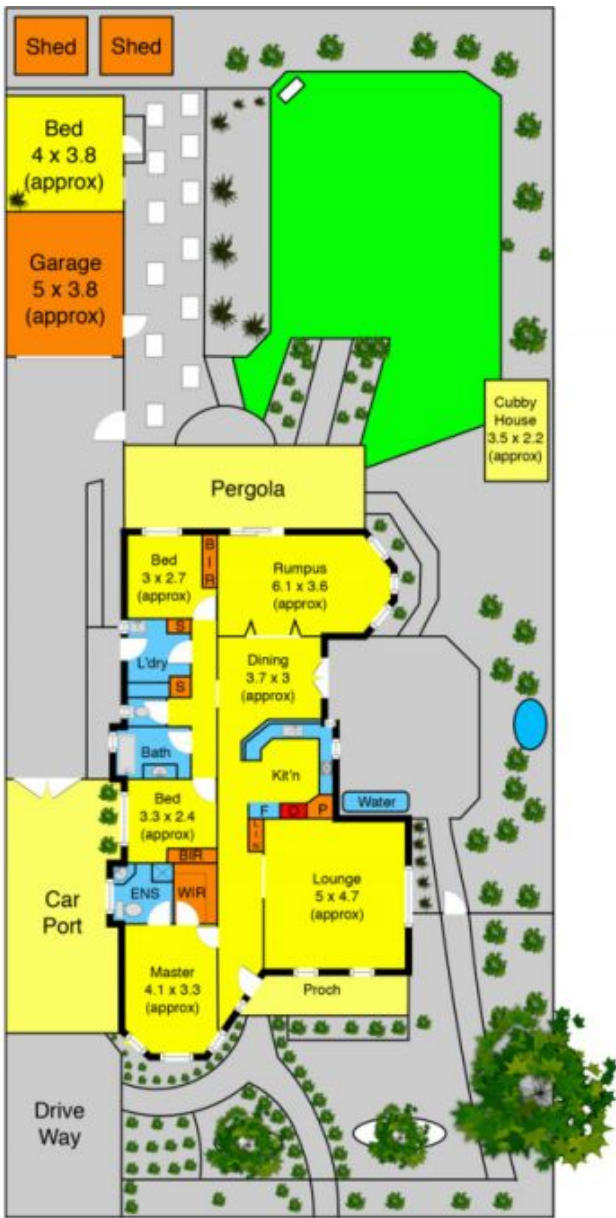 Shed
Shed
Bed
4 x 3.8
(approx)
Garage
5 x 3.8
(approx)
Cubby
House
3.5 x 2.2
(approx)
Pergola
Bed
3 x 2.7
(approx)
B
I
R
Rumpus
6.1 x 3.6
(approx)
S
L'dry
S
Dining
3.7 x 3
(approx)
Bath
Kit'n
Bed
3.3 x 2.4
(approx)
F
O
P
Water
L
I
N
BIR
ENS
WIR
Lounge
5 x 4.7
(approx)
Car
Port
Master
4.1 x 3.3
(approx)
Proch
Drive
Way